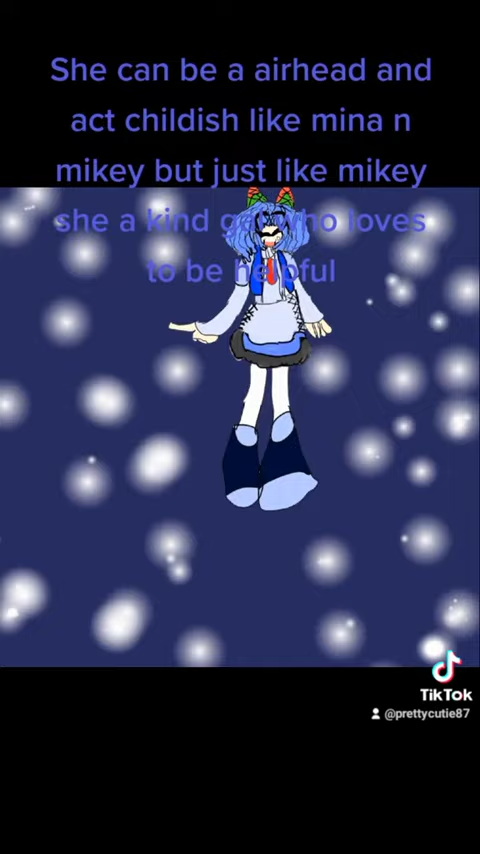 She can be a airhead and
act childish like mina n
mikey but just like mikey
she a kind gal who loves
to be helpful
TikTok
@prettycutie87